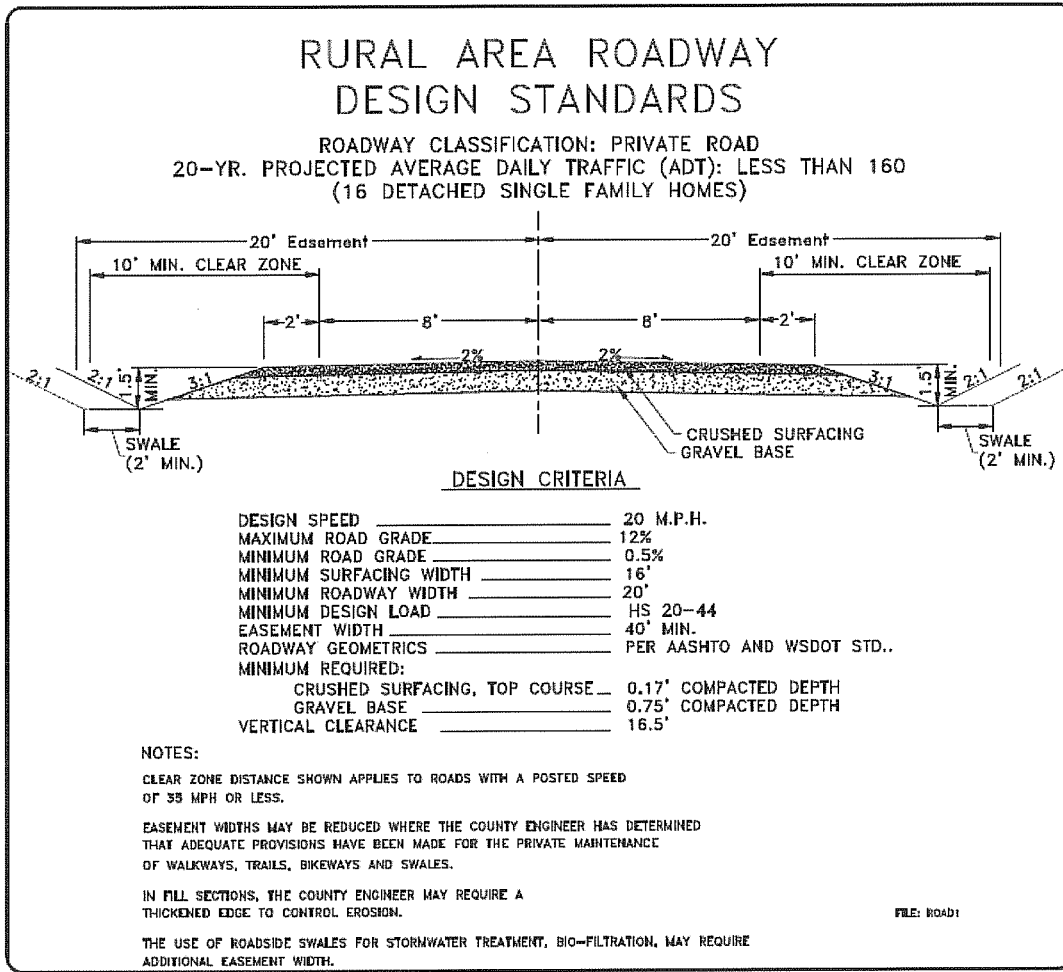 RURAL AREA ROADWAY
DESIGN STANDARDS
ROADWAY CLASSIFICATION: PRIVATE ROAD
20-YR. PROJECTED AVERAGE DAILY TRAFFIC (ADT): LESS THAN 160
(16 DETACHED SINGLE FAMILY HOMES)
20' Easement 20' Easement
10' MIN. CLEAR ZONE 10' MIN. CLEAR ZONE
2' 8' 8' 2'
2% 2%
2:1 2:1 1.5' MIN. 3:1 3:1 1.5' MIN. 2:1 2:1
CRUSHED SURFACING
GRAVEL BASE
SWALE
(2' MIN.)
SWALE
(2' MIN.)
DESIGN CRITERIA
DESIGN SPEED 20 M.P.H.
MAXIMUM ROAD GRADE 12%
MINIMUM ROAD GRADE 0.5%
MINIMUM SURFACING WIDTH 16'
MINIMUM ROADWAY WIDTH 20'
MINIMUM DESIGN LOAD HS 20-44
EASEMENT WIDTH 40' MIN.
ROADWAY GEOMETRICS PER AASHTO AND WSDOT STD..
MINIMUM REQUIRED:
CRUSHED SURFACING, TOP COURSE 0.17' COMPACTED DEPTH
GRAVEL BASE 0.75' COMPACTED DEPTH
VERTICAL CLEARANCE 16.5'
NOTES:
CLEAR ZONE DISTANCE SHOWN APPLIES TO ROADS WITH A POSTED SPEED
OF 35 MPH OR LESS.
EASEMENT WIDTHS MAY BE REDUCED WHERE THE COUNTY ENGINEER HAS DETERMINED
THAT ADEQUATE PROVISIONS HAVE BEEN MADE FOR THE PRIVATE MAINTENANCE
OF WALKWAYS, TRAILS, BIKEWAYS AND SWALES.
IN FILL SECTIONS, THE COUNTY ENGINEER MAY REQUIRE A
THICKENED EDGE TO CONTROL EROSION.
FILE: ROAD1
THE USE OF ROADSIDE SWALES FOR STORMWATER TREATMENT, BIO-FILTRATION, MAY REQUIRE
ADDITIONAL EASEMENT WIDTH.